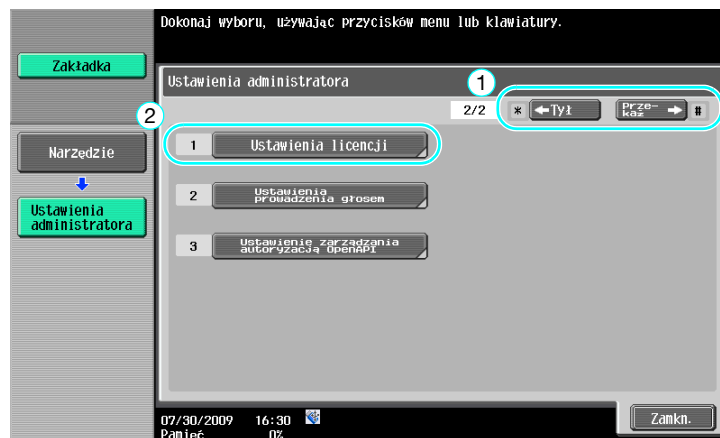 Dokonaj wyboru, używając przycisków menu lub klawiatury.
Zakładka
Ustawienia administratora
1
2/2
*
←Tył
Prze-
każ →
#
2
1
Ustawienia licencji
Narzędzie
2
Ustawienia
prowadzenia głosem
Ustawienia
administratora
3
Ustawienie zarządzania
autoryzacją OpenAPI
07/30/2009 16:30
Zamkn.
Pamięć 0%